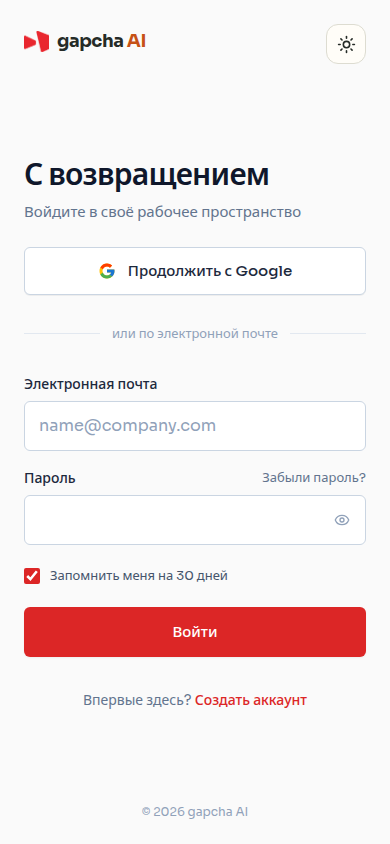 gapcha AI
С возвращением
Войдите в своё рабочее пространство
Продолжить с Google
или по электронной почте
Электронная почта
name@company.com
Пароль
Забыли пароль?
Запомнить меня на 30 дней
Войти
Впервые здесь? Создать аккаунт
© 2026 gapcha AI